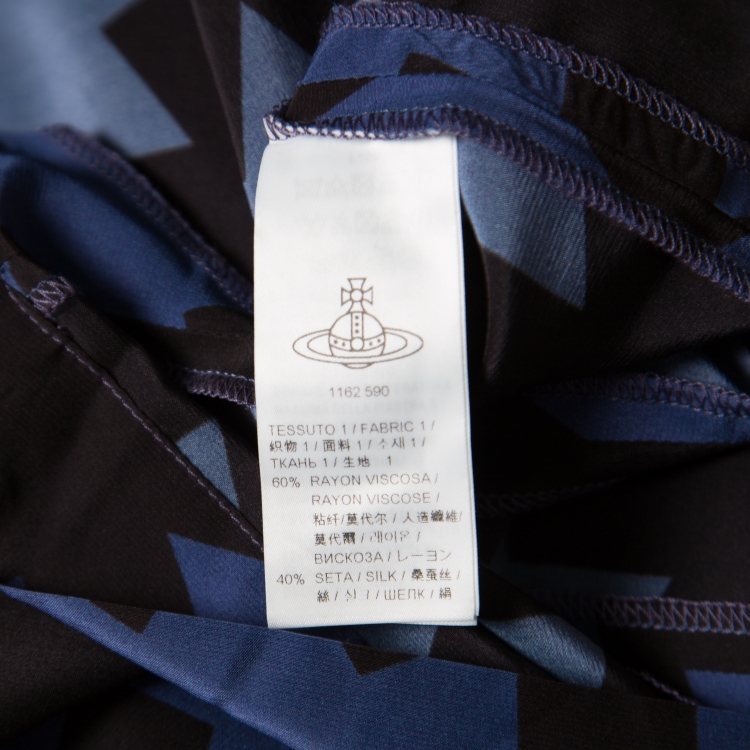 1162 590
TESSUTO 1 / FABRIC 1 /
织物 1 / 面料 1 / 소재 1 /
ТКАНЬ 1 / 生地 1
60% RAYON VISCOSA /
RAYON VISCOSE /
粘纤/莫代尔 / 人造纖維/
莫代爾 / 레이온 /
ВИСКОЗА / レーヨン
40% SETA / SILK / 桑蚕丝 /
絲 / 실크 / ШЕЛК / 絹